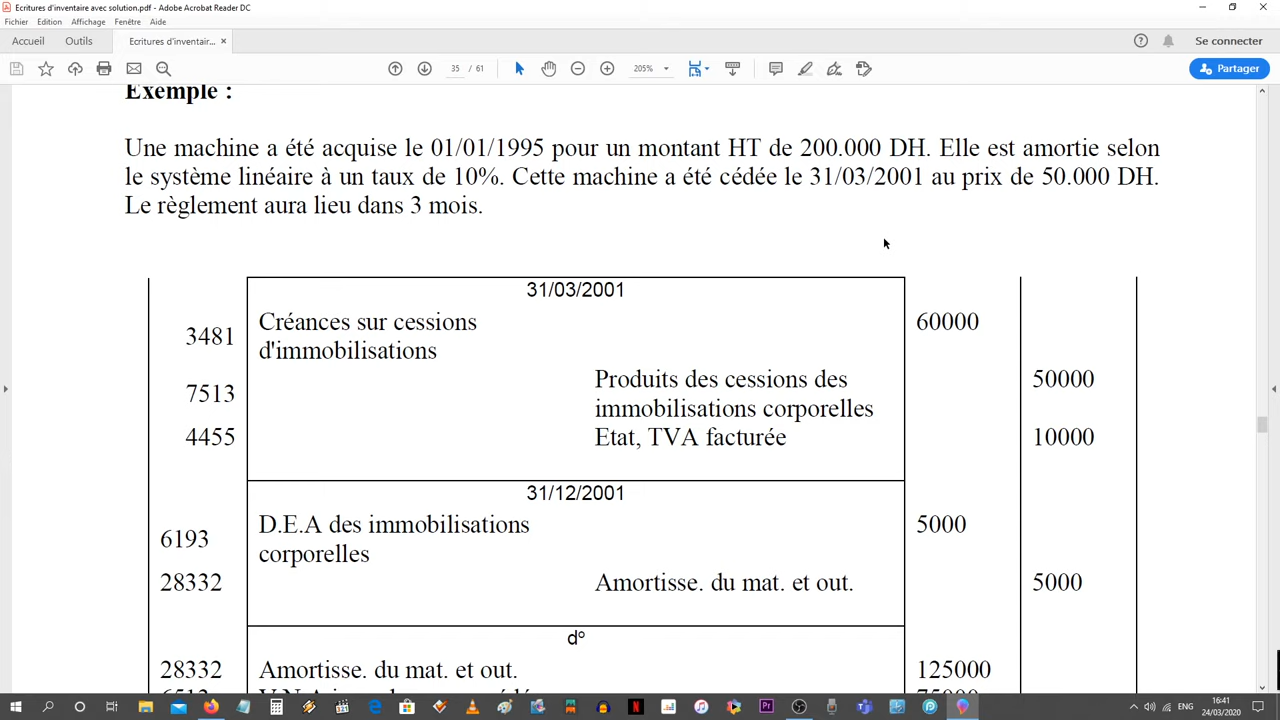 Ecritures d'inventaire avec solution.pdf - Adobe Acrobat Reader DC
Fichier Edition Affichage Fenêtre Aide
Accueil Outils Ecritures d'inventair... × Se connecter
35 / 61 205% Partager
Exemple :
Une machine a été acquise le 01/01/1995 pour un montant HT de 200.000 DH. Elle est amortie selon
le système linéaire à un taux de 10%. Cette machine a été cédée le 31/03/2001 au prix de 50.000 DH.
Le règlement aura lieu dans 3 mois.
31/03/2001
3481 Créances sur cessions 60000
d'immobilisations
7513 Produits des cessions des 50000
immobilisations corporelles
4455 Etat, TVA facturée 10000
31/12/2001
6193 D.E.A des immobilisations 5000
corporelles
28332 Amortisse. du mat. et out. 5000
d°
28332 Amortisse. du mat. et out. 125000
16:41
ENG
24/03/2020